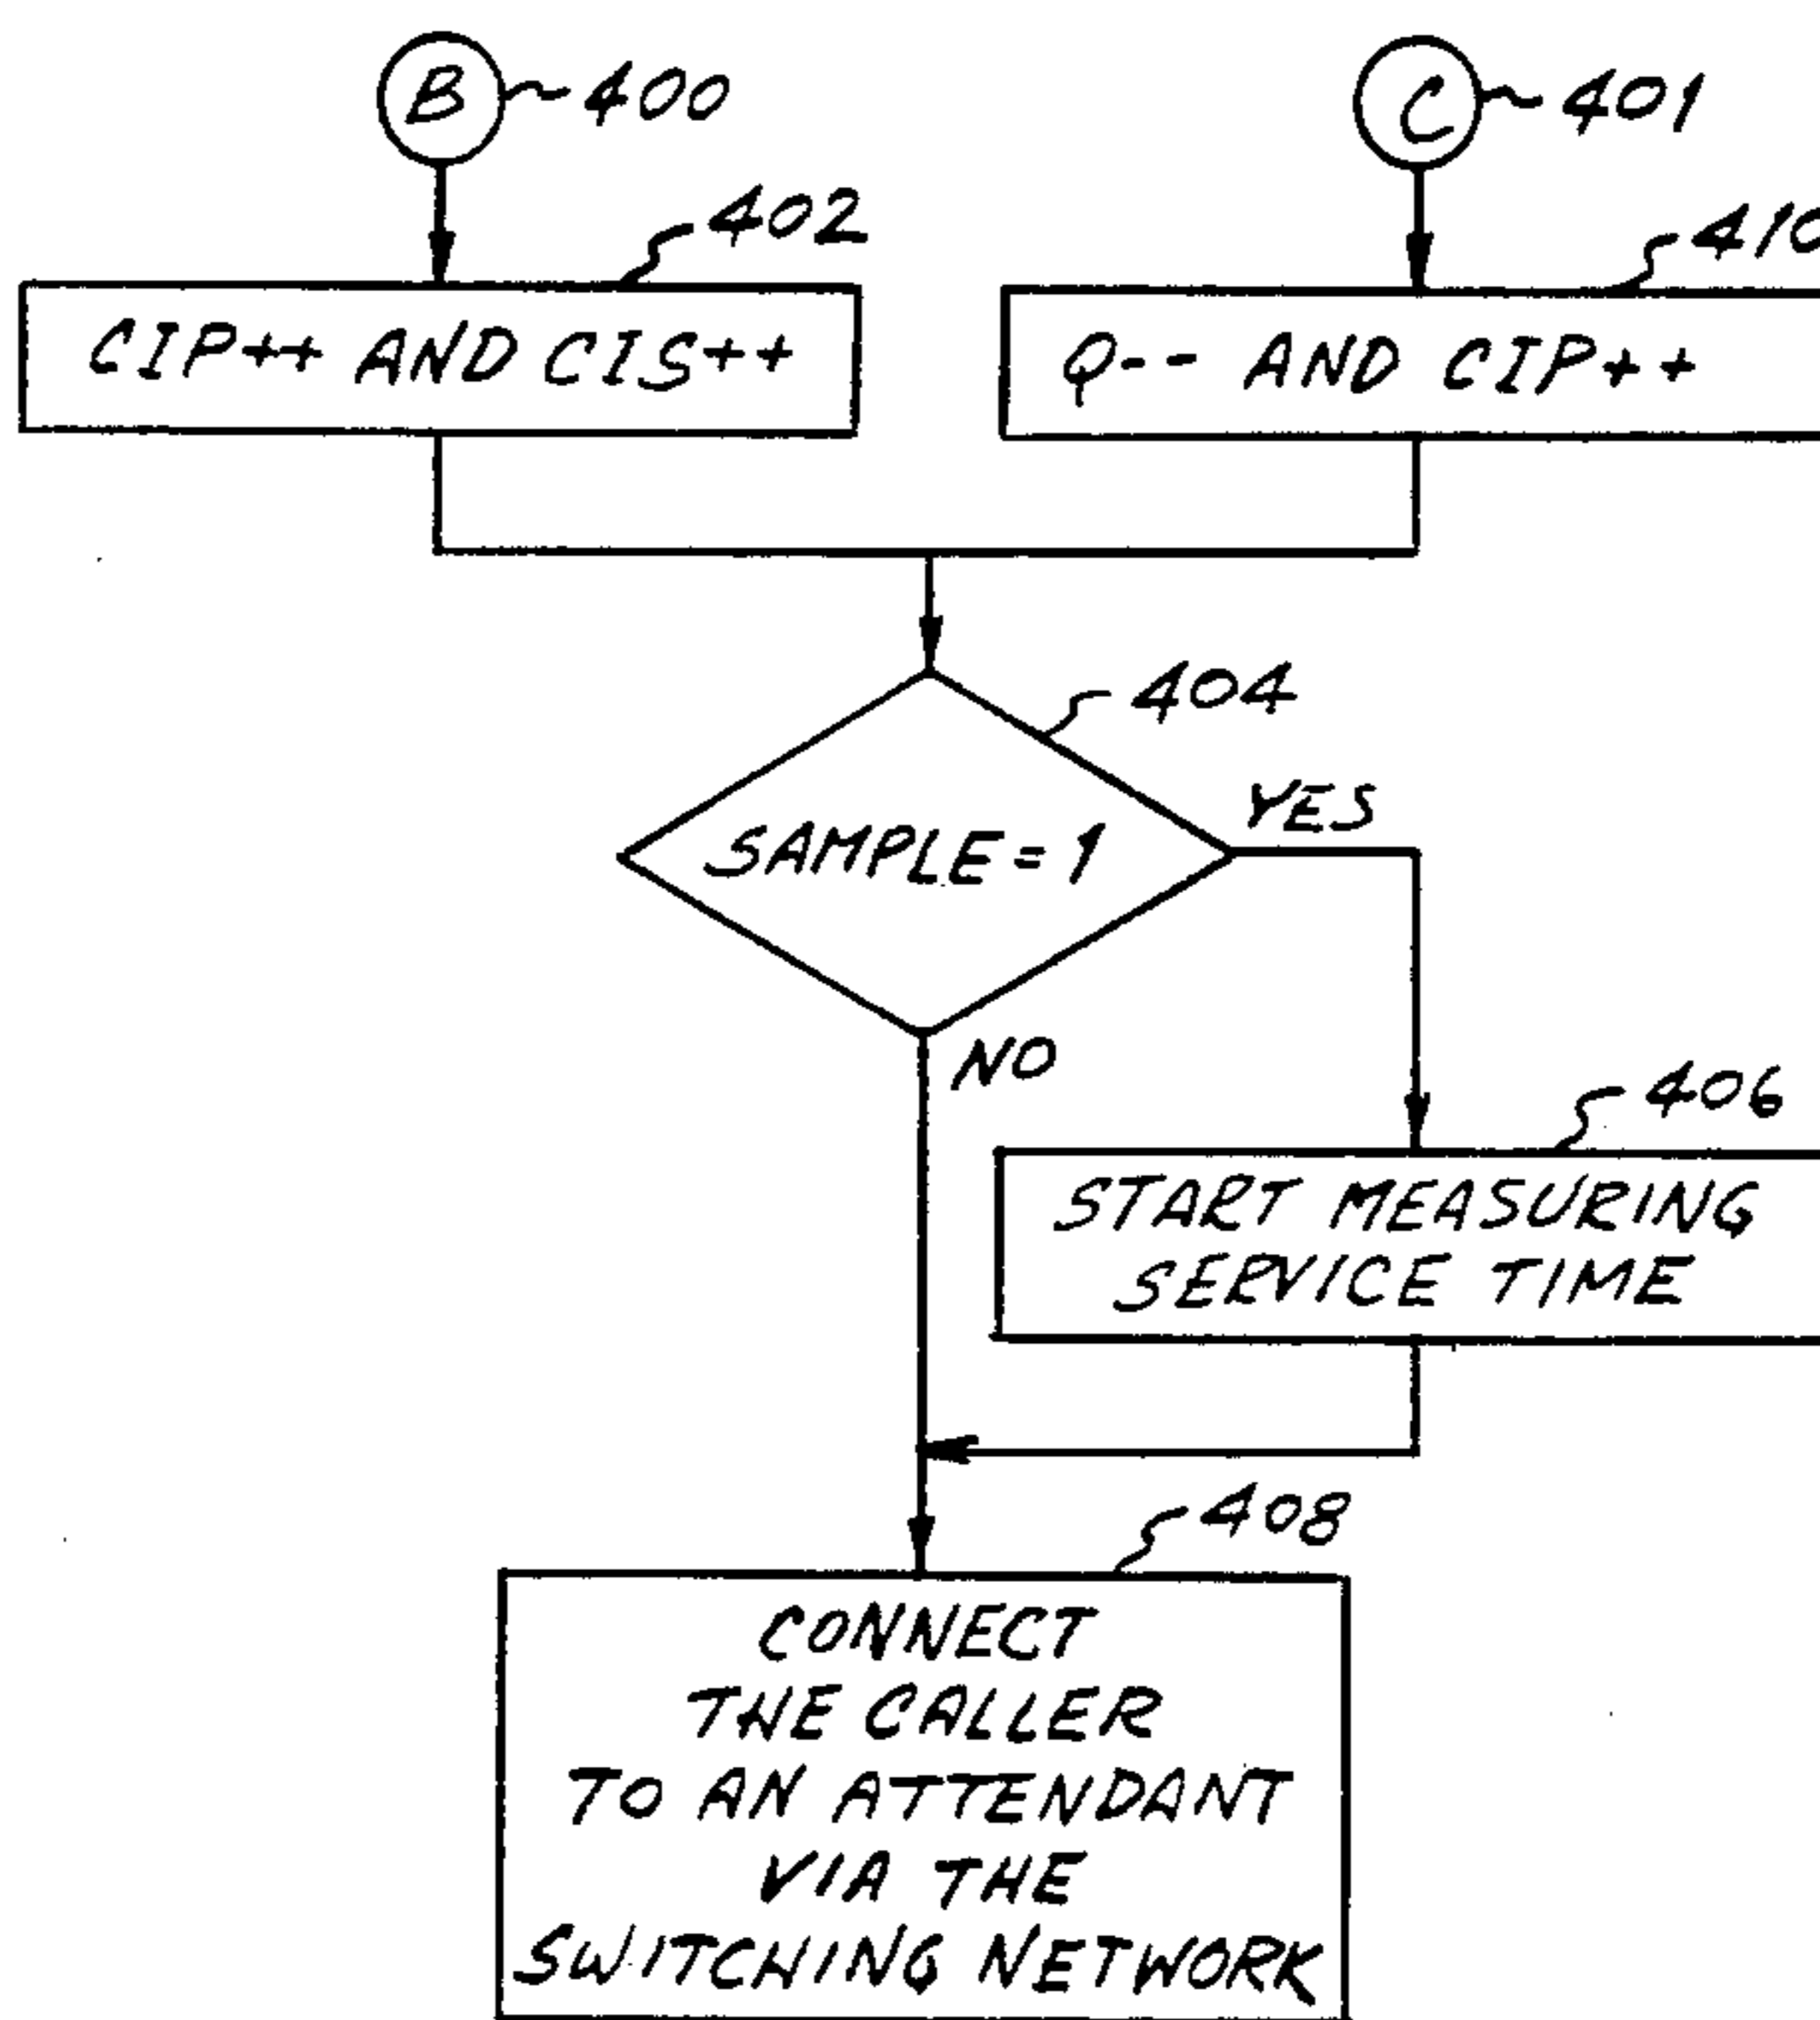 B 400
C 401
402
410
CIP++ AND CIS++
Q-- AND CIP++
404
YES
SAMPLE=1
NO
406
START MEASURING
SERVICE TIME
408
CONNECT
THE CALLER
TO AN ATTENDANT
VIA THE
SWITCHING NETWORK